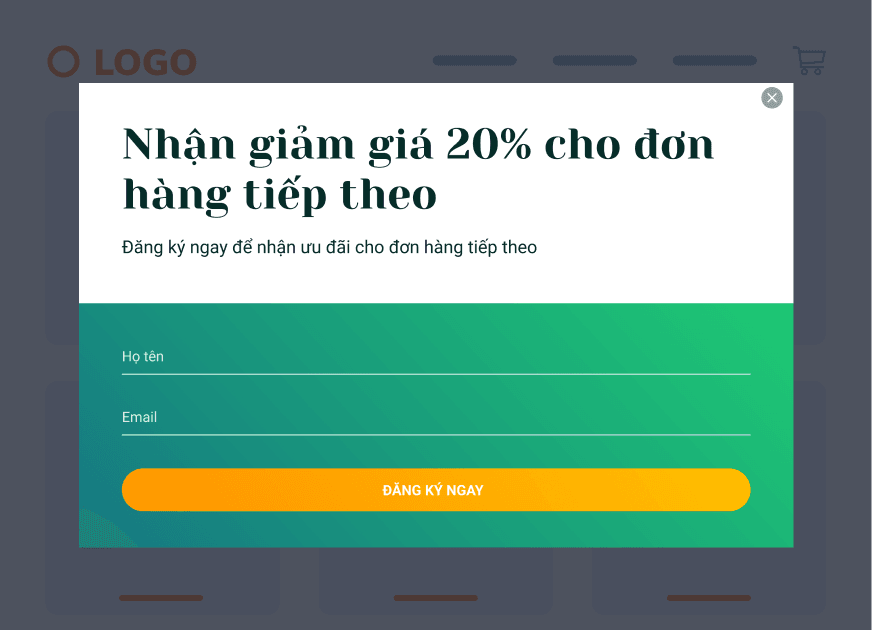 LOGO
Nhận giảm giá 20% cho đơn
hàng tiếp theo
Đăng ký ngay để nhận ưu đãi cho đơn hàng tiếp theo
Họ tên
Email
ĐĂNG KÝ NGAY